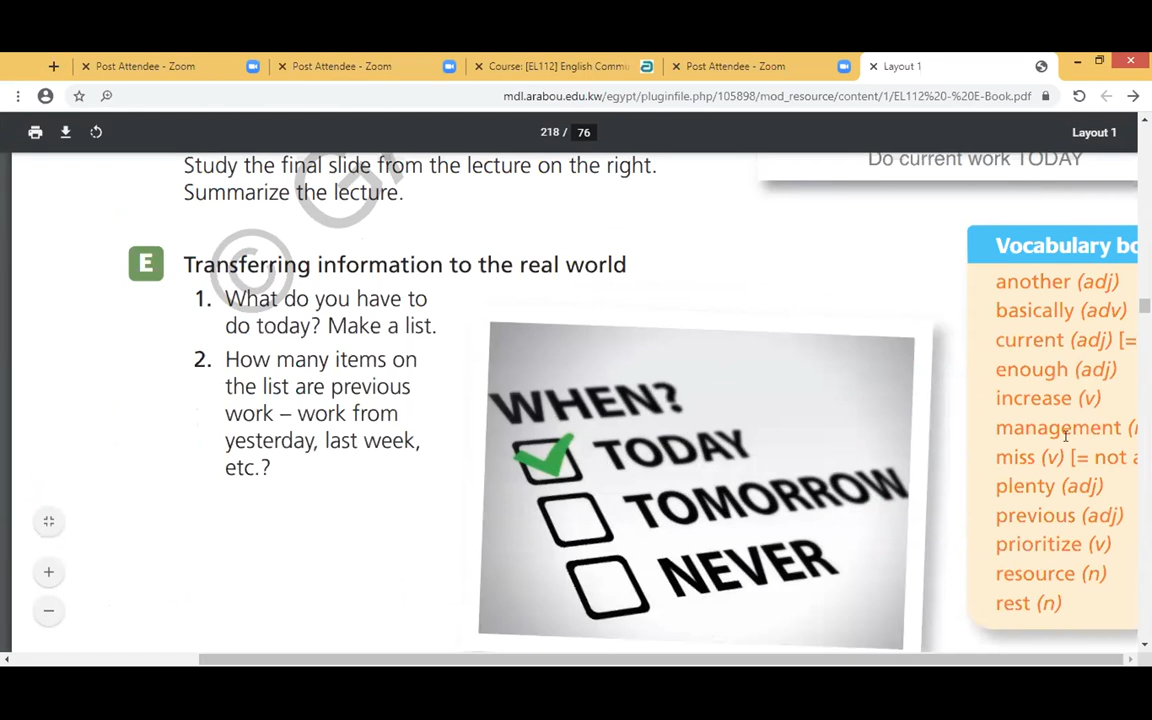 Post Attendee - Zoom
Post Attendee - Zoom
Course: [EL112] English Commu
Post Attendee - Zoom
Layout 1
mdl.arabou.edu.kw/egypt/pluginfile.php/105898/mod_resource/content/1/EL112%20-%20E-Book.pdf
218 / 76
Layout 1
Study the final slide from the lecture on the right.
Summarize the lecture.
Do current work TODAY
E Transferring information to the real world
1. What do you have to
do today? Make a list.
2. How many items on
the list are previous
work – work from
yesterday, last week,
etc.?
WHEN?
TODAY
TOMORROW
NEVER
Vocabulary bo
another (adj)
basically (adv)
current (adj) [=
enough (adj)
increase (v)
management (
miss (v) [= not a
plenty (adj)
previous (adj)
prioritize (v)
resource (n)
rest (n)